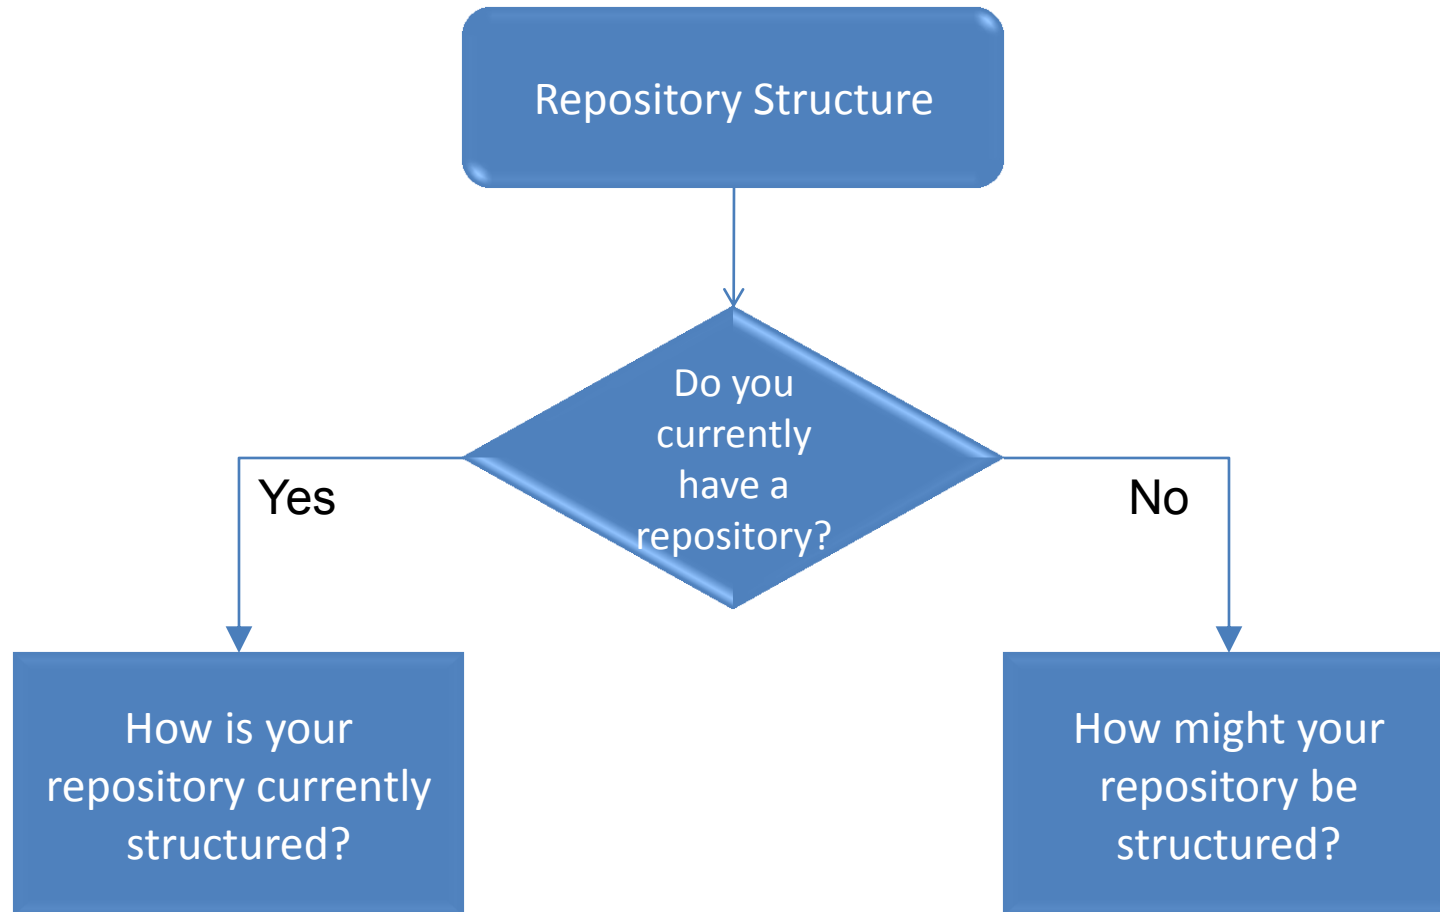 Repository Structure
Do you
currently
have a
repository?
Yes
No
How is your
repository currently
structured?
How might your
repository be
structured?